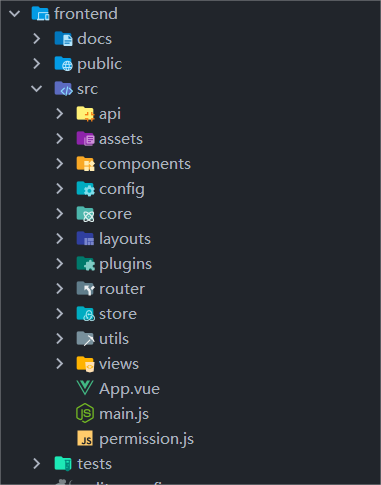 frontend
docs
public
src
api
assets
components
config
core
layouts
plugins
router
store
utils
views
App.vue
main.js
permission.js
tests